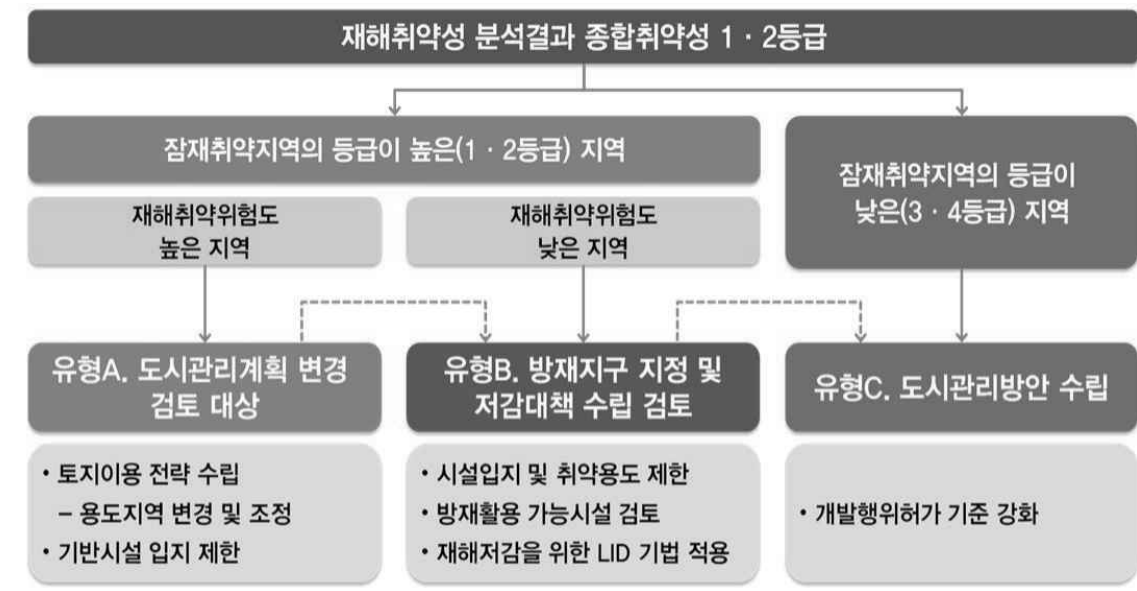 재해취약성 분석결과 종합취약성 1 · 2등급
잠재취약지역의 등급이 높은(1 · 2등급) 지역
잠재취약지역의 등급이
낮은(3 · 4등급) 지역
재해취약위험도
높은 지역
재해취약위험도
낮은 지역
유형A. 도시관리계획 변경
검토 대상
유형B. 방재지구 지정 및
저감대책 수립 검토
유형C. 도시관리방안 수립
• 토지이용 전략 수립
– 용도지역 변경 및 조정
• 기반시설 입지 제한
• 시설입지 및 취약용도 제한
• 방재활용 가능시설 검토
• 재해저감을 위한 LID 기법 적용
• 개발행위허가 기준 강화